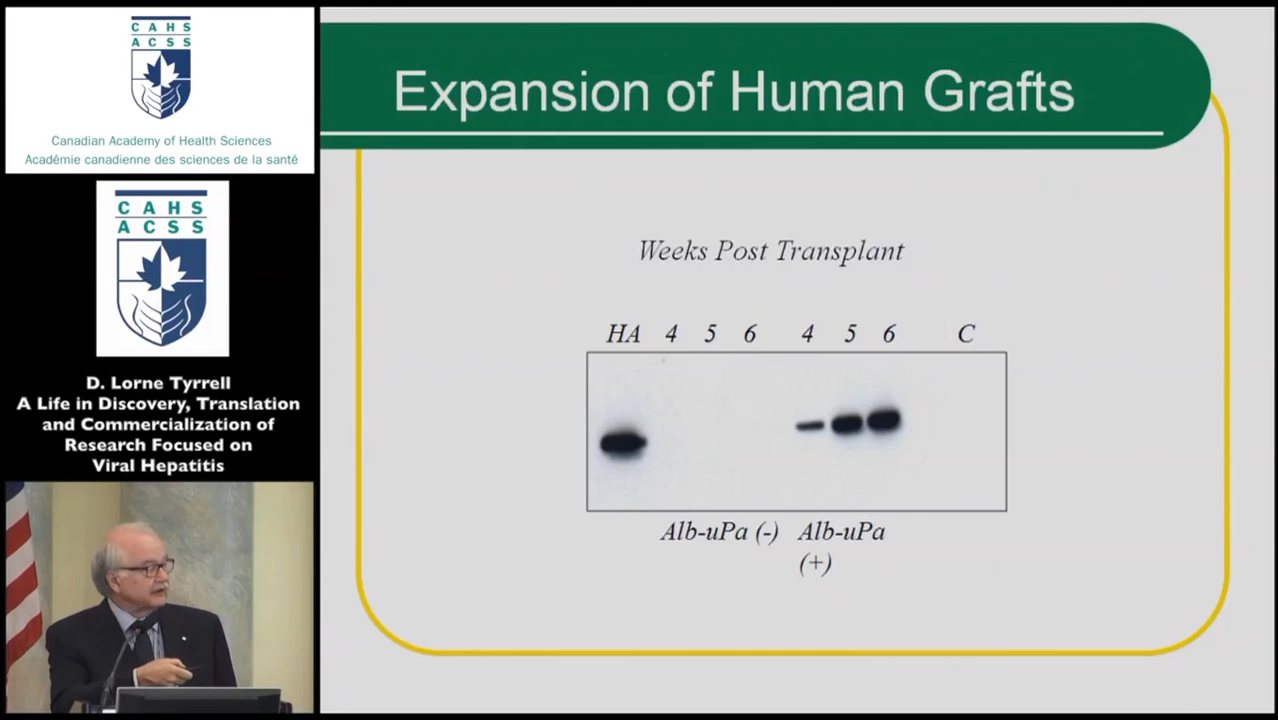 CAHS
ACSS
Canadian Academy of Health Sciences
Académie canadienne des sciences de la santé
CAHS
ACSS
D. Lorne Tyrrell
A Life in Discovery, Translation
and Commercialization of
Research Focused on
Viral Hepatitis
Expansion of Human Grafts
Weeks Post Transplant
HA 4 5 6 4 5 6 C
Alb-uPa (-) Alb-uPa
(+)